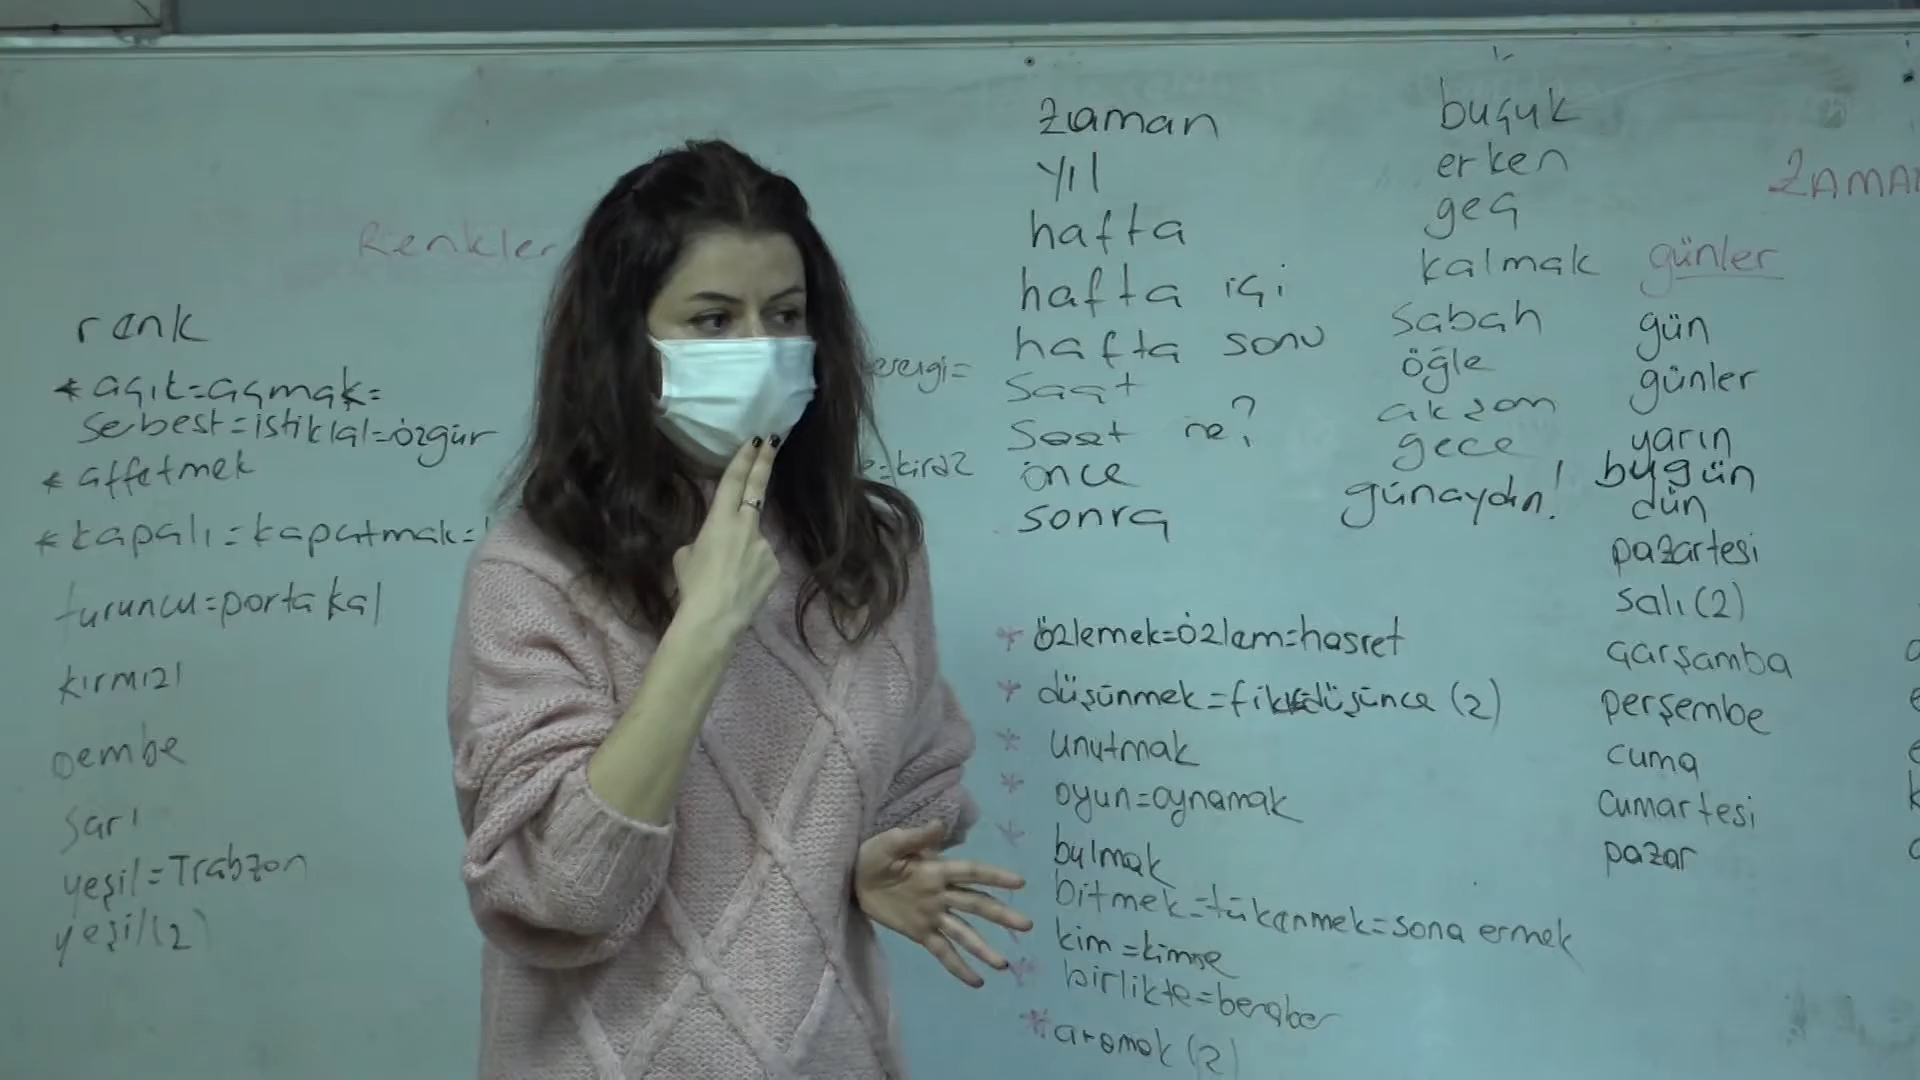 Renkler
renk
* açık=açmak=
sebest=istiklal=özgür
* affetmek
* kapalı=kapatmak=
turuncu=portakal
kırmızı
pembe
sarı
yeşil=Trabzon
yeşil(2)
kiraz
zaman
yıl
hafta
hafta içi
hafta sonu
saat
Saat ne?
önce
sonra
* özlemek=özlem=hasret
* düşünmek=fikir=düşünce (2)
* unutmak
* oyun=oynamak
* bulmak
bitmek=tükenmek=sona ermek
kim=kimse
* birlikte=beraber
* aramak (2)
buçuk
erken
geç
kalmak
sabah
öğle
akşam
gece
günaydın!
ZAMA
günler
gün
günler
yarın
bugün
dün
pazartesi
salı(2)
çarşamba
perşembe
cuma
cumartesi
pazar